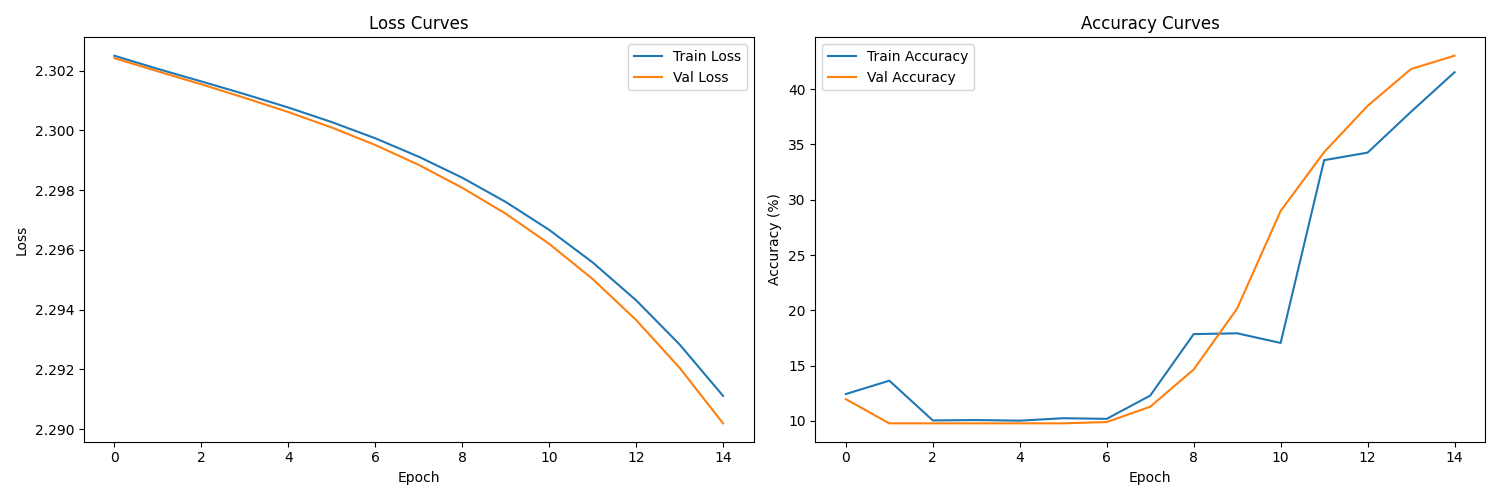 Loss Curves
Train Loss
Val Loss
2.302
2.300
2.298
2.296
2.294
2.292
2.290
Loss
0 2 4 6 8 10 12 14
Epoch
Accuracy Curves
Train Accuracy
Val Accuracy
40
35
30
25
20
15
10
Accuracy (%)
0 2 4 6 8 10 12 14
Epoch